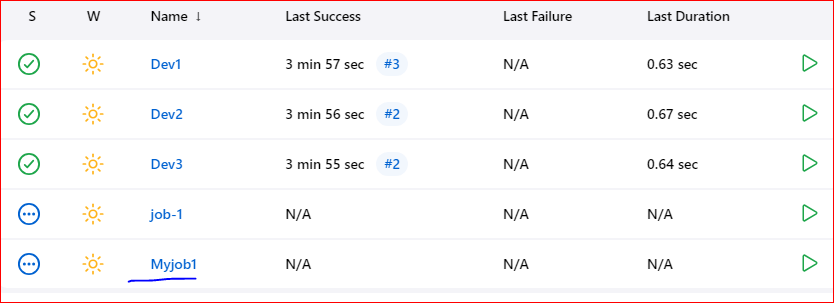 S W Name ↓ Last Success Last Failure Last Duration
Dev1 3 min 57 sec #3 N/A 0.63 sec
Dev2 3 min 56 sec #2 N/A 0.67 sec
Dev3 3 min 55 sec #2 N/A 0.64 sec
job-1 N/A N/A N/A
Myjob1 N/A N/A N/A